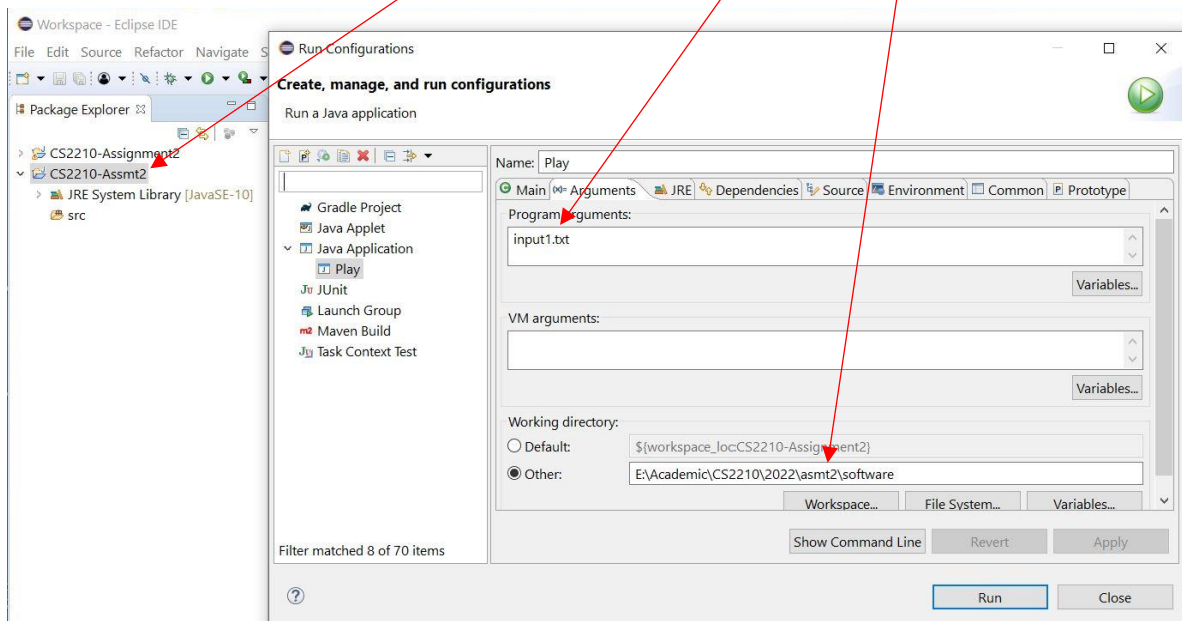 Workspace - Eclipse IDE
File Edit Source Refactor Navigate S
Package Explorer
CS2210-Assignment2
CS2210-Assmt2
JRE System Library [JavaSE-10]
src
Run Configurations
Create, manage, and run configurations
Run a Java application
Gradle Project
Java Applet
Java Application
Play
JUnit
Launch Group
Maven Build
Task Context Test
Filter matched 8 of 70 items
Name: Play
Main Arguments JRE Dependencies Source Environment Common Prototype
Program arguments:
input1.txt
Variables...
VM arguments:
Variables...
Working directory:
Default: ${workspace_loc:CS2210-Assignment2}
Other: E:\Academic\CS2210\2022\asmt2\software
Workspace... File System... Variables...
Show Command Line Revert Apply
Run Close